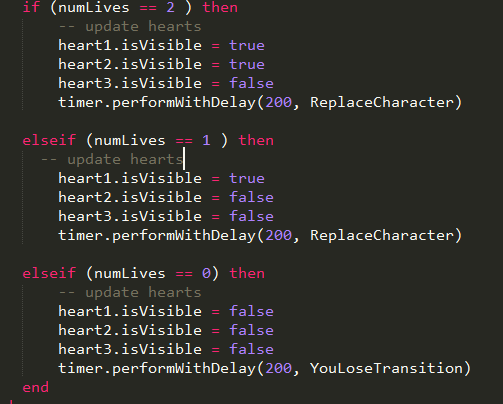 if (numLives == 2 ) then
-- update hearts
heart1.isVisible = true
heart2.isVisible = true
heart3.isVisible = false
timer.performWithDelay(200, ReplaceCharacter)
elseif (numLives == 1 ) then
-- update hearts
heart1.isVisible = true
heart2.isVisible = false
heart3.isVisible = false
timer.performWithDelay(200, ReplaceCharacter)
elseif (numLives == 0) then
-- update hearts
heart1.isVisible = false
heart2.isVisible = false
heart3.isVisible = false
timer.performWithDelay(200, YouLoseTransition)
end